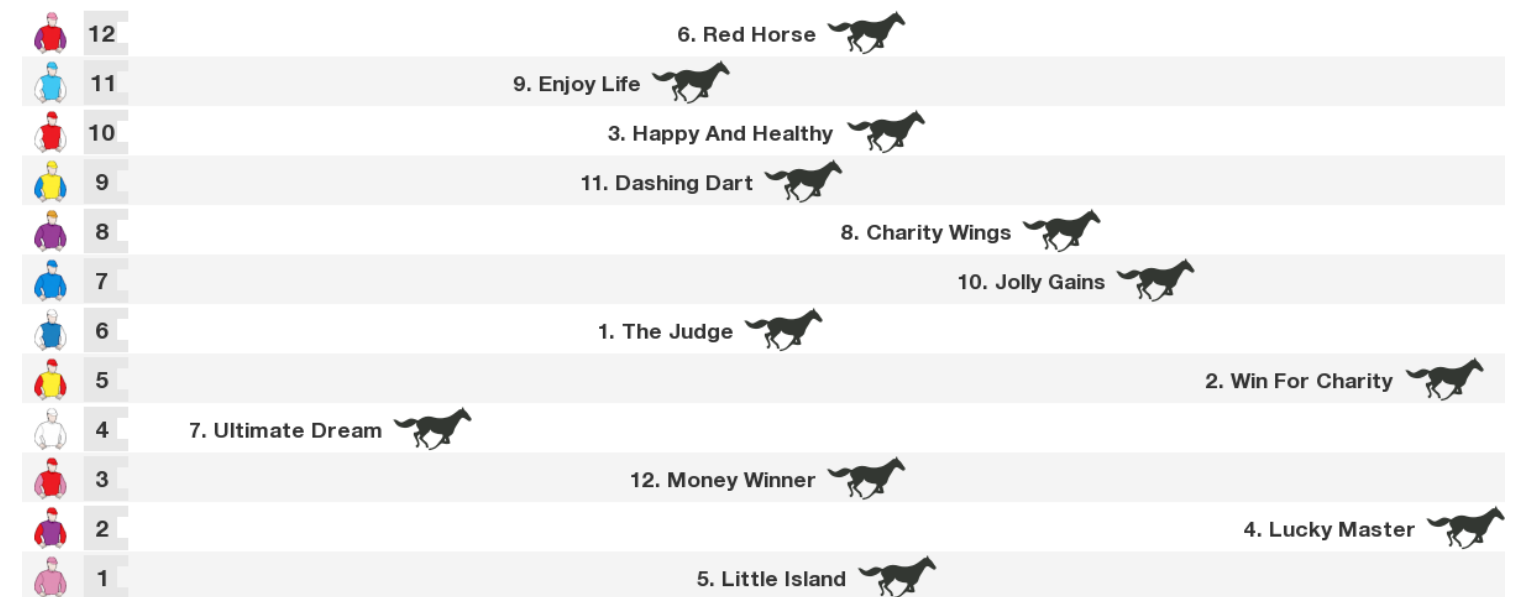 12 6. Red Horse
11 9. Enjoy Life
10 3. Happy And Healthy
9 11. Dashing Dart
8 8. Charity Wings
7 10. Jolly Gains
6 1. The Judge
5 2. Win For Charity
4 7. Ultimate Dream
3 12. Money Winner
2 4. Lucky Master
1 5. Little Island